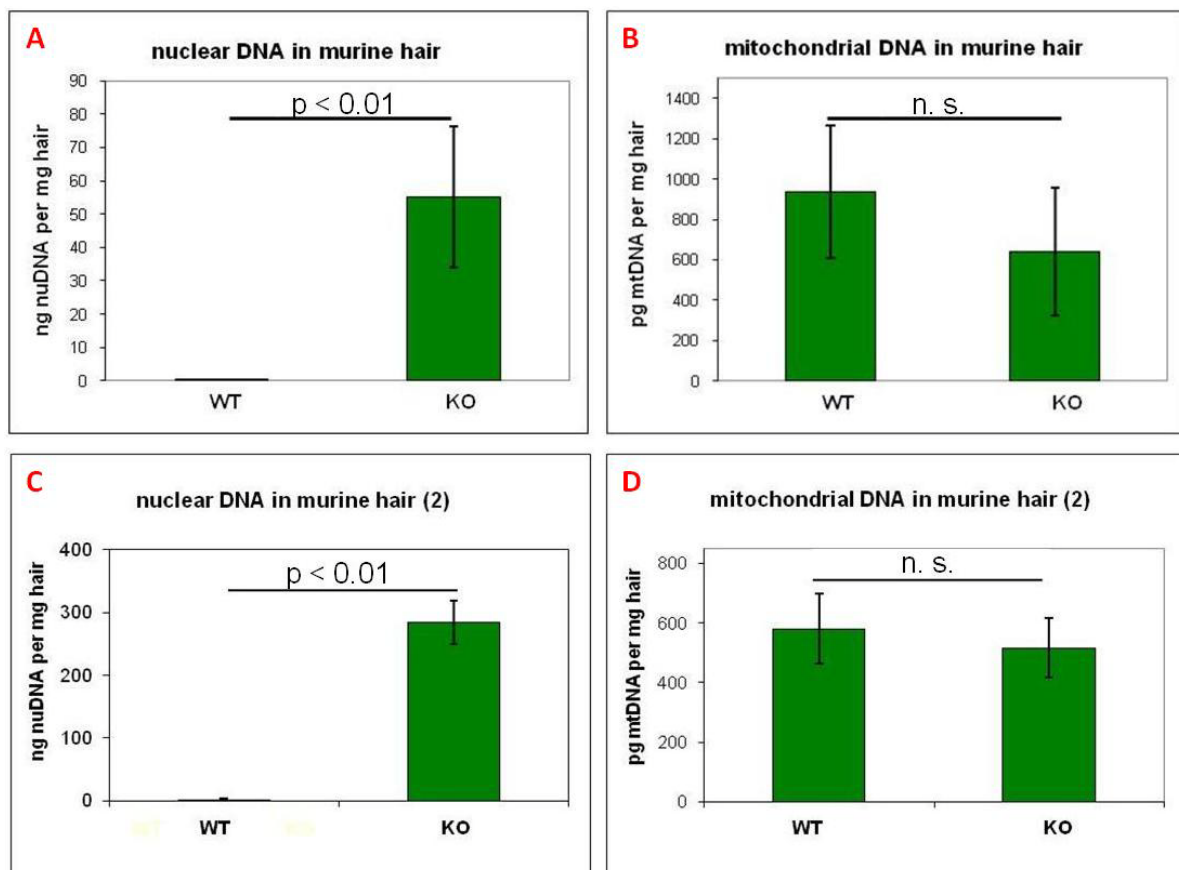 A
nuclear DNA in murine hair
p < 0.01
ng nuDNA per mg hair
90
80
70
60
50
40
30
20
10
0
WT
KO
B
mitochondrial DNA in murine hair
n. s.
pg mtDNA per mg hair
1400
1200
1000
800
600
400
200
0
WT
KO
C
nuclear DNA in murine hair (2)
p < 0.01
ng nuDNA per mg hair
400
300
200
100
0
WT
KO
D
mitochondrial DNA in murine hair (2)
n. s.
pg mtDNA per mg hair
800
600
400
200
0
WT
KO